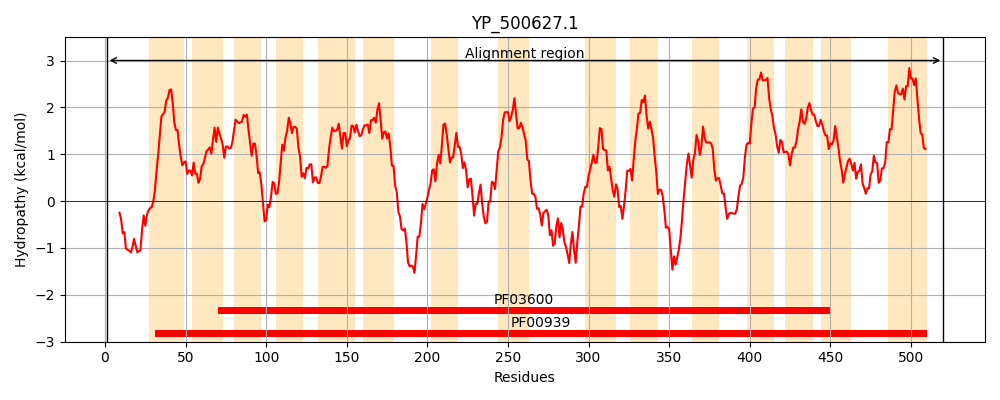 YP_500627.1
Alignment region
Hydropathy (kcal/mol)
3
2
1
0
−1
−2
−3
PF03600
PF00939
0 50 100 150 200 250 300 350 400 450 500
Residues